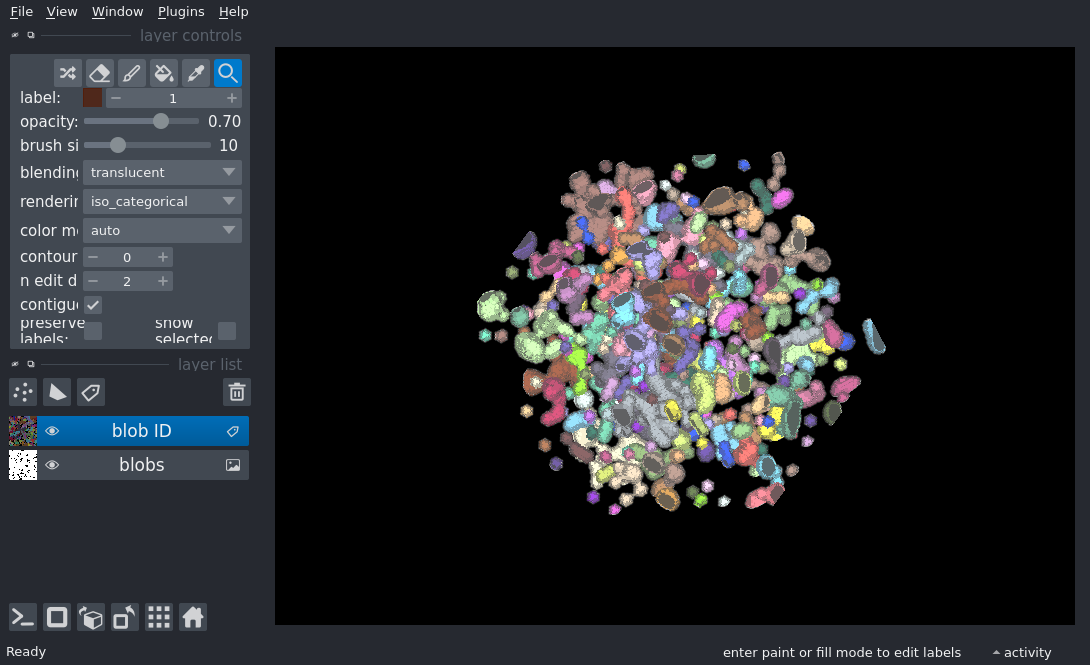 File View Window Plugins Help
layer controls
label: 1
opacity: 0.70
brush si 10
blending translucent
renderin iso_categorical
color m auto
contour 0
n edit d 2
contigu
preserve labels: show selected
layer list
blob ID
blobs
Ready
enter paint or fill mode to edit labels
activity